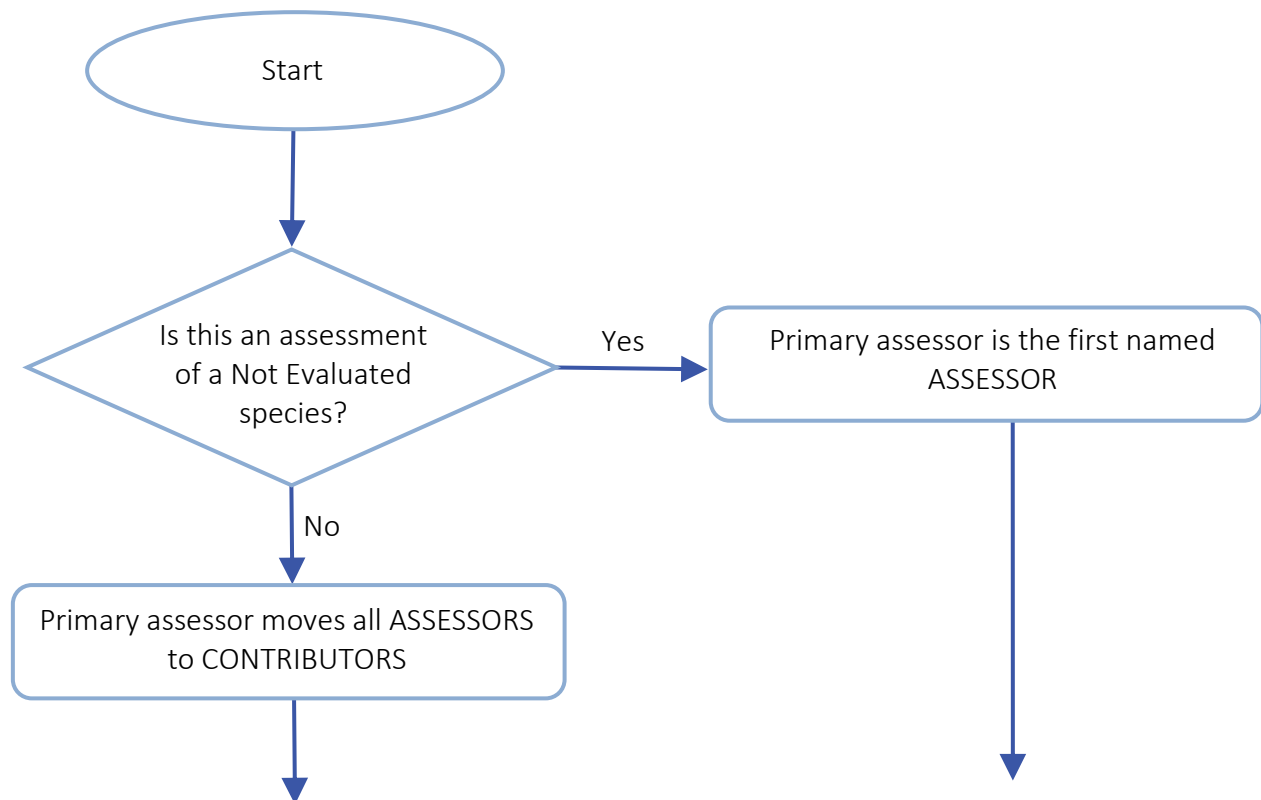 Start
Is this an assessment
of a Not Evaluated
species?
Yes
Primary assessor is the first named
ASSESSOR
No
Primary assessor moves all ASSESSORS
to CONTRIBUTORS